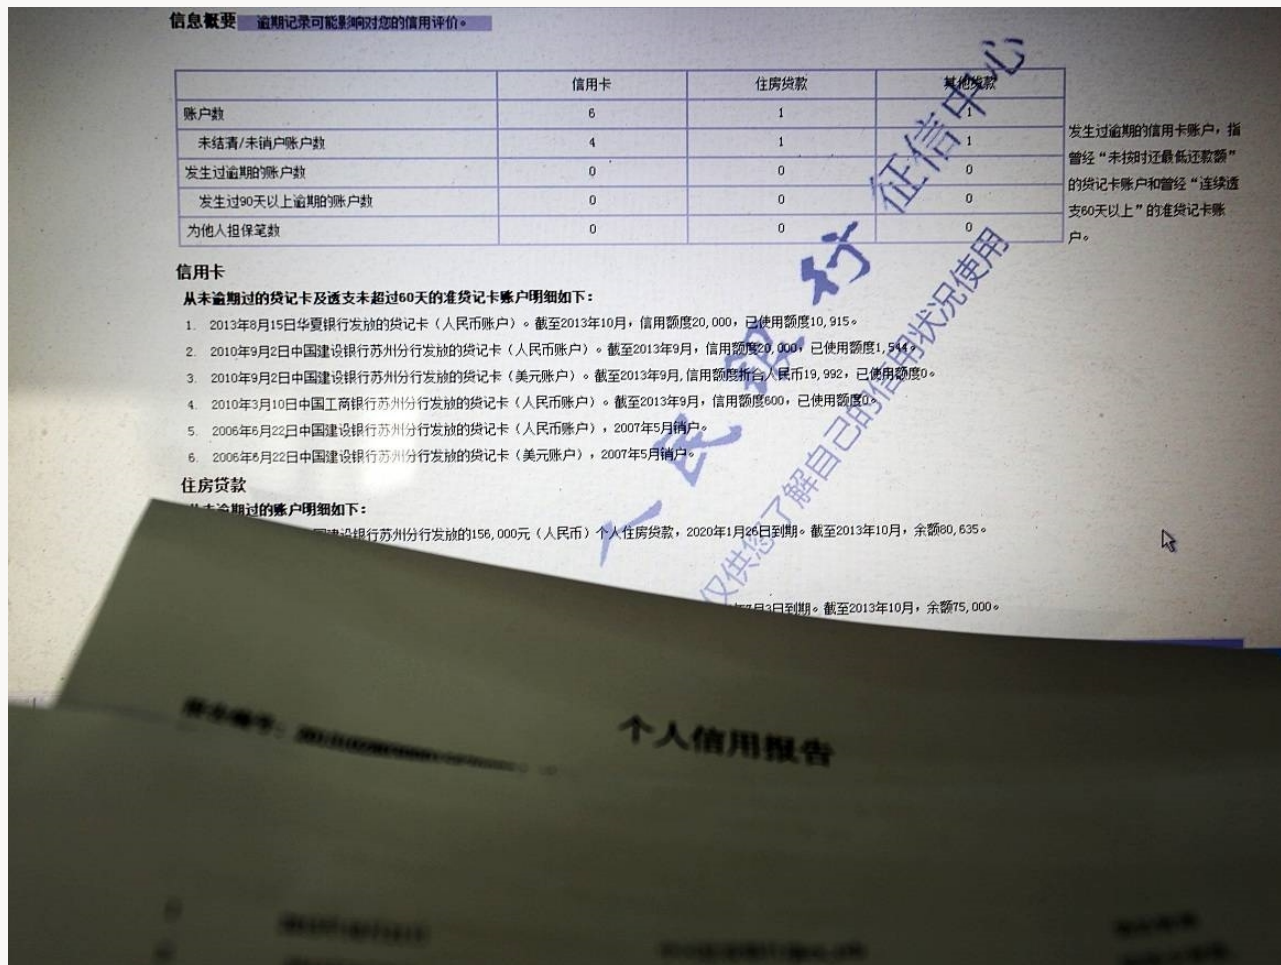 信息概要 逾期记录可能影响对您的信用评价。
信用卡 住房贷款 其他贷款
账户数 6 1 1
未结清/未销户账户数 4 1 1
发生过逾期的账户数 0 0 0
发生过90天以上逾期的账户数 0 0 0
为他人担保笔数 0 0 0
发生过逾期的信用卡账户，指
曾经“未按时还最低还款额”
的贷记卡账户和曾经“连续透
支60天以上”的准贷记卡账
户。
信用卡
从未逾期过的贷记卡及透支未超过60天的准贷记卡账户明细如下：
1. 2013年8月15日华夏银行发放的贷记卡（人民币账户）。截至2013年10月，信用额度20,000，已使用额度10,915。
2. 2010年9月2日中国建设银行苏州分行发放的贷记卡（人民币账户）。截至2013年9月，信用额度20,000，已使用额度1,544。
3. 2010年9月2日中国建设银行苏州分行发放的贷记卡（美元账户）。截至2013年9月,信用额度折合人民币19,992，已使用额度0。
4. 2010年3月10日中国工商银行苏州分行发放的贷记卡（人民币账户）。截至2013年9月，信用额度600，已使用额度0。
5. 2006年6月22日中国建设银行苏州分行发放的贷记卡（人民币账户），2007年5月销户。
6. 2006年6月22日中国建设银行苏州分行发放的贷记卡（美元账户），2007年5月销户。
住房贷款
从未逾期过的账户明细如下：
国建设银行苏州分行发放的156,000元（人民币）个人住房贷款，2020年1月26日到期。截至2013年10月，余额80,635。
月3日到期。截至2013年10月，余额75,000。
人民银行 征信中心
仅供您了解自己的信用状况使用
个人信用报告
报告编号：